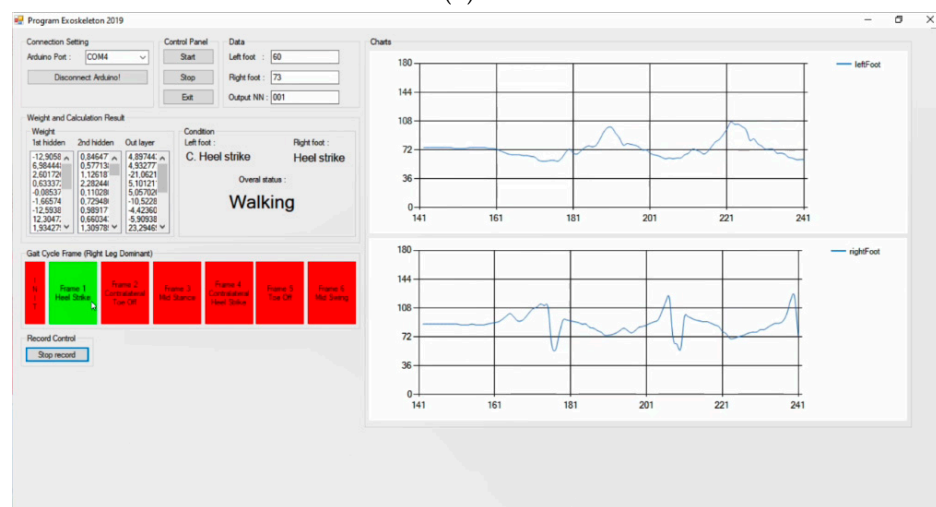 Program Exoskeleton 2019
Connection Setting
Arduino Port :
COM4
Disconnect Arduino!
Control Panel
Start
Stop
Exit
Data
Left foot :
60
Right foot :
73
Output NN :
001
Weight and Calculation Result
Weight
1st hidden
2nd hidden
Out layer
-12,9058
6,98444
2,60172
0,63337
-0,08537
-1,66574
-12,5938
12,3047
1,93427
0,84647
0,57713
1,12618
2,28244
0,11028
0,72948
0,98917
0,66034
1,30978
4,89744
4,93277
-21,0621
5,10121
5,05702
-10,5228
-4,42360
-5,90938
23,2946
Condition
Left foot :
C. Heel strike
Right foot :
Heel strike
Overal status :
Walking
Gait Cycle Frame (Right Leg Dominant)
I
N
I
T
Frame 1
Heel Strike
Frame 2
Contralateral
Toe Off
Frame 3
Mid Stance
Frame 4
Contralateral
Heel Strike
Frame 5
Toe Off
Frame 6
Mid Swing
Record Control
Stop record
Charts
180
144
108
72
36
0
141 161 181 201 221 241
leftFoot
180
144
108
72
36
0
141 161 181 201 221 241
rightFoot